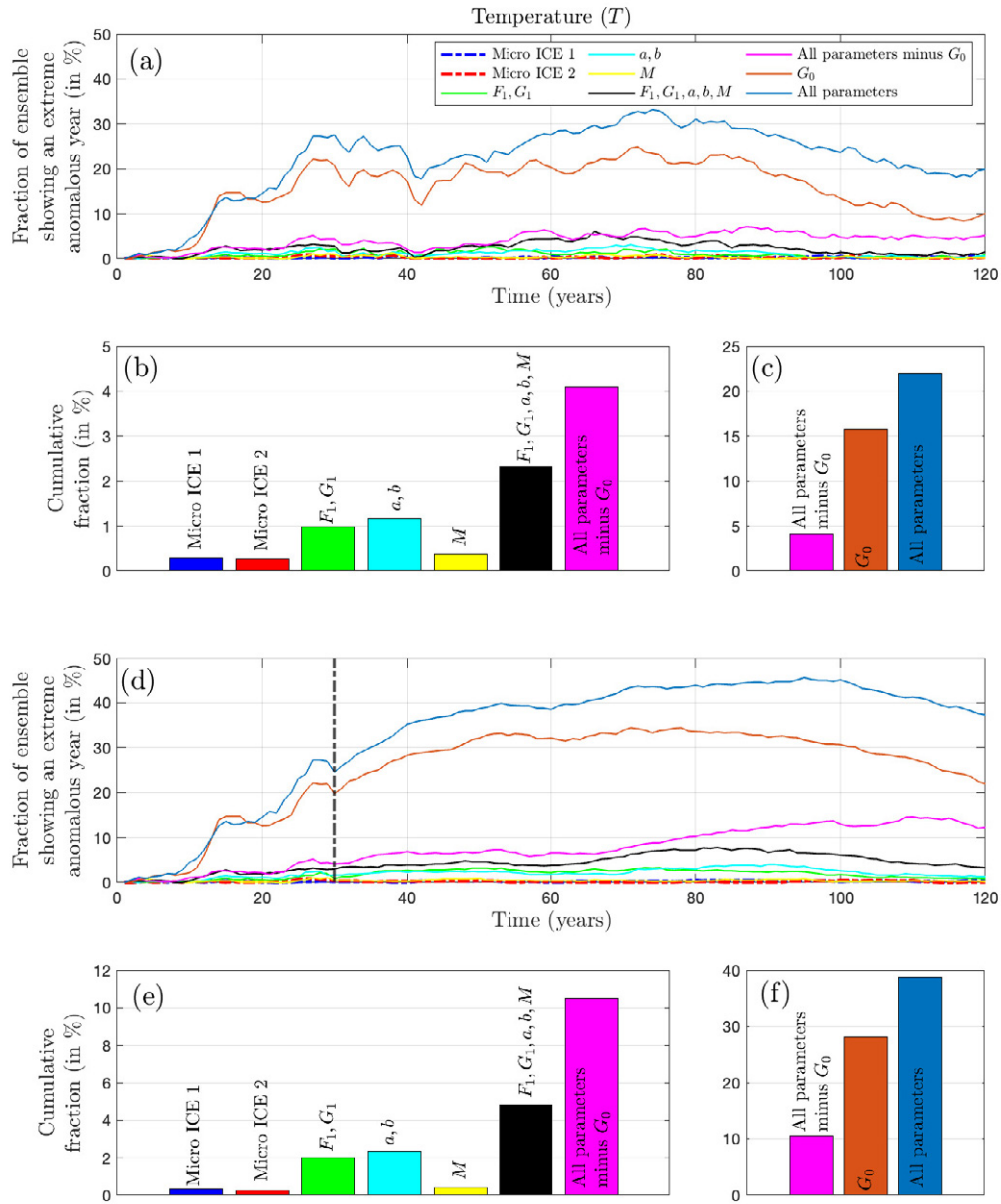 Temperature (T)
(a)
Fraction of ensemble
showing an extreme
anomalous year (in %)
50
40
30
20
10
0
Micro ICE 1
Micro ICE 2
F₁, G₁
a, b
M
F₁, G₁, a, b, M
All parameters minus G₀
G₀
All parameters
0 20 40 60 80 100 120
Time (years)
(b)
Cumulative
fraction (in %)
5
4
3
2
1
0
Micro ICE 1
Micro ICE 2
F₁, G₁
a, b
M
F₁, G₁, a, b, M
All parameters
minus G₀
(c)
25
20
15
10
5
0
All parameters
minus G₀
G₀
All parameters
(d)
Fraction of ensemble
showing an extreme
anomalous year (in %)
50
40
30
20
10
0
0 20 40 60 80 100 120
Time (years)
(e)
Cumulative
fraction (in %)
12
10
8
6
4
2
0
Micro ICE 1
Micro ICE 2
F₁, G₁
a, b
M
F₁, G₁, a, b, M
All parameters
minus G₀
(f)
40
30
20
10
0
All parameters
minus G₀
G₀
All parameters